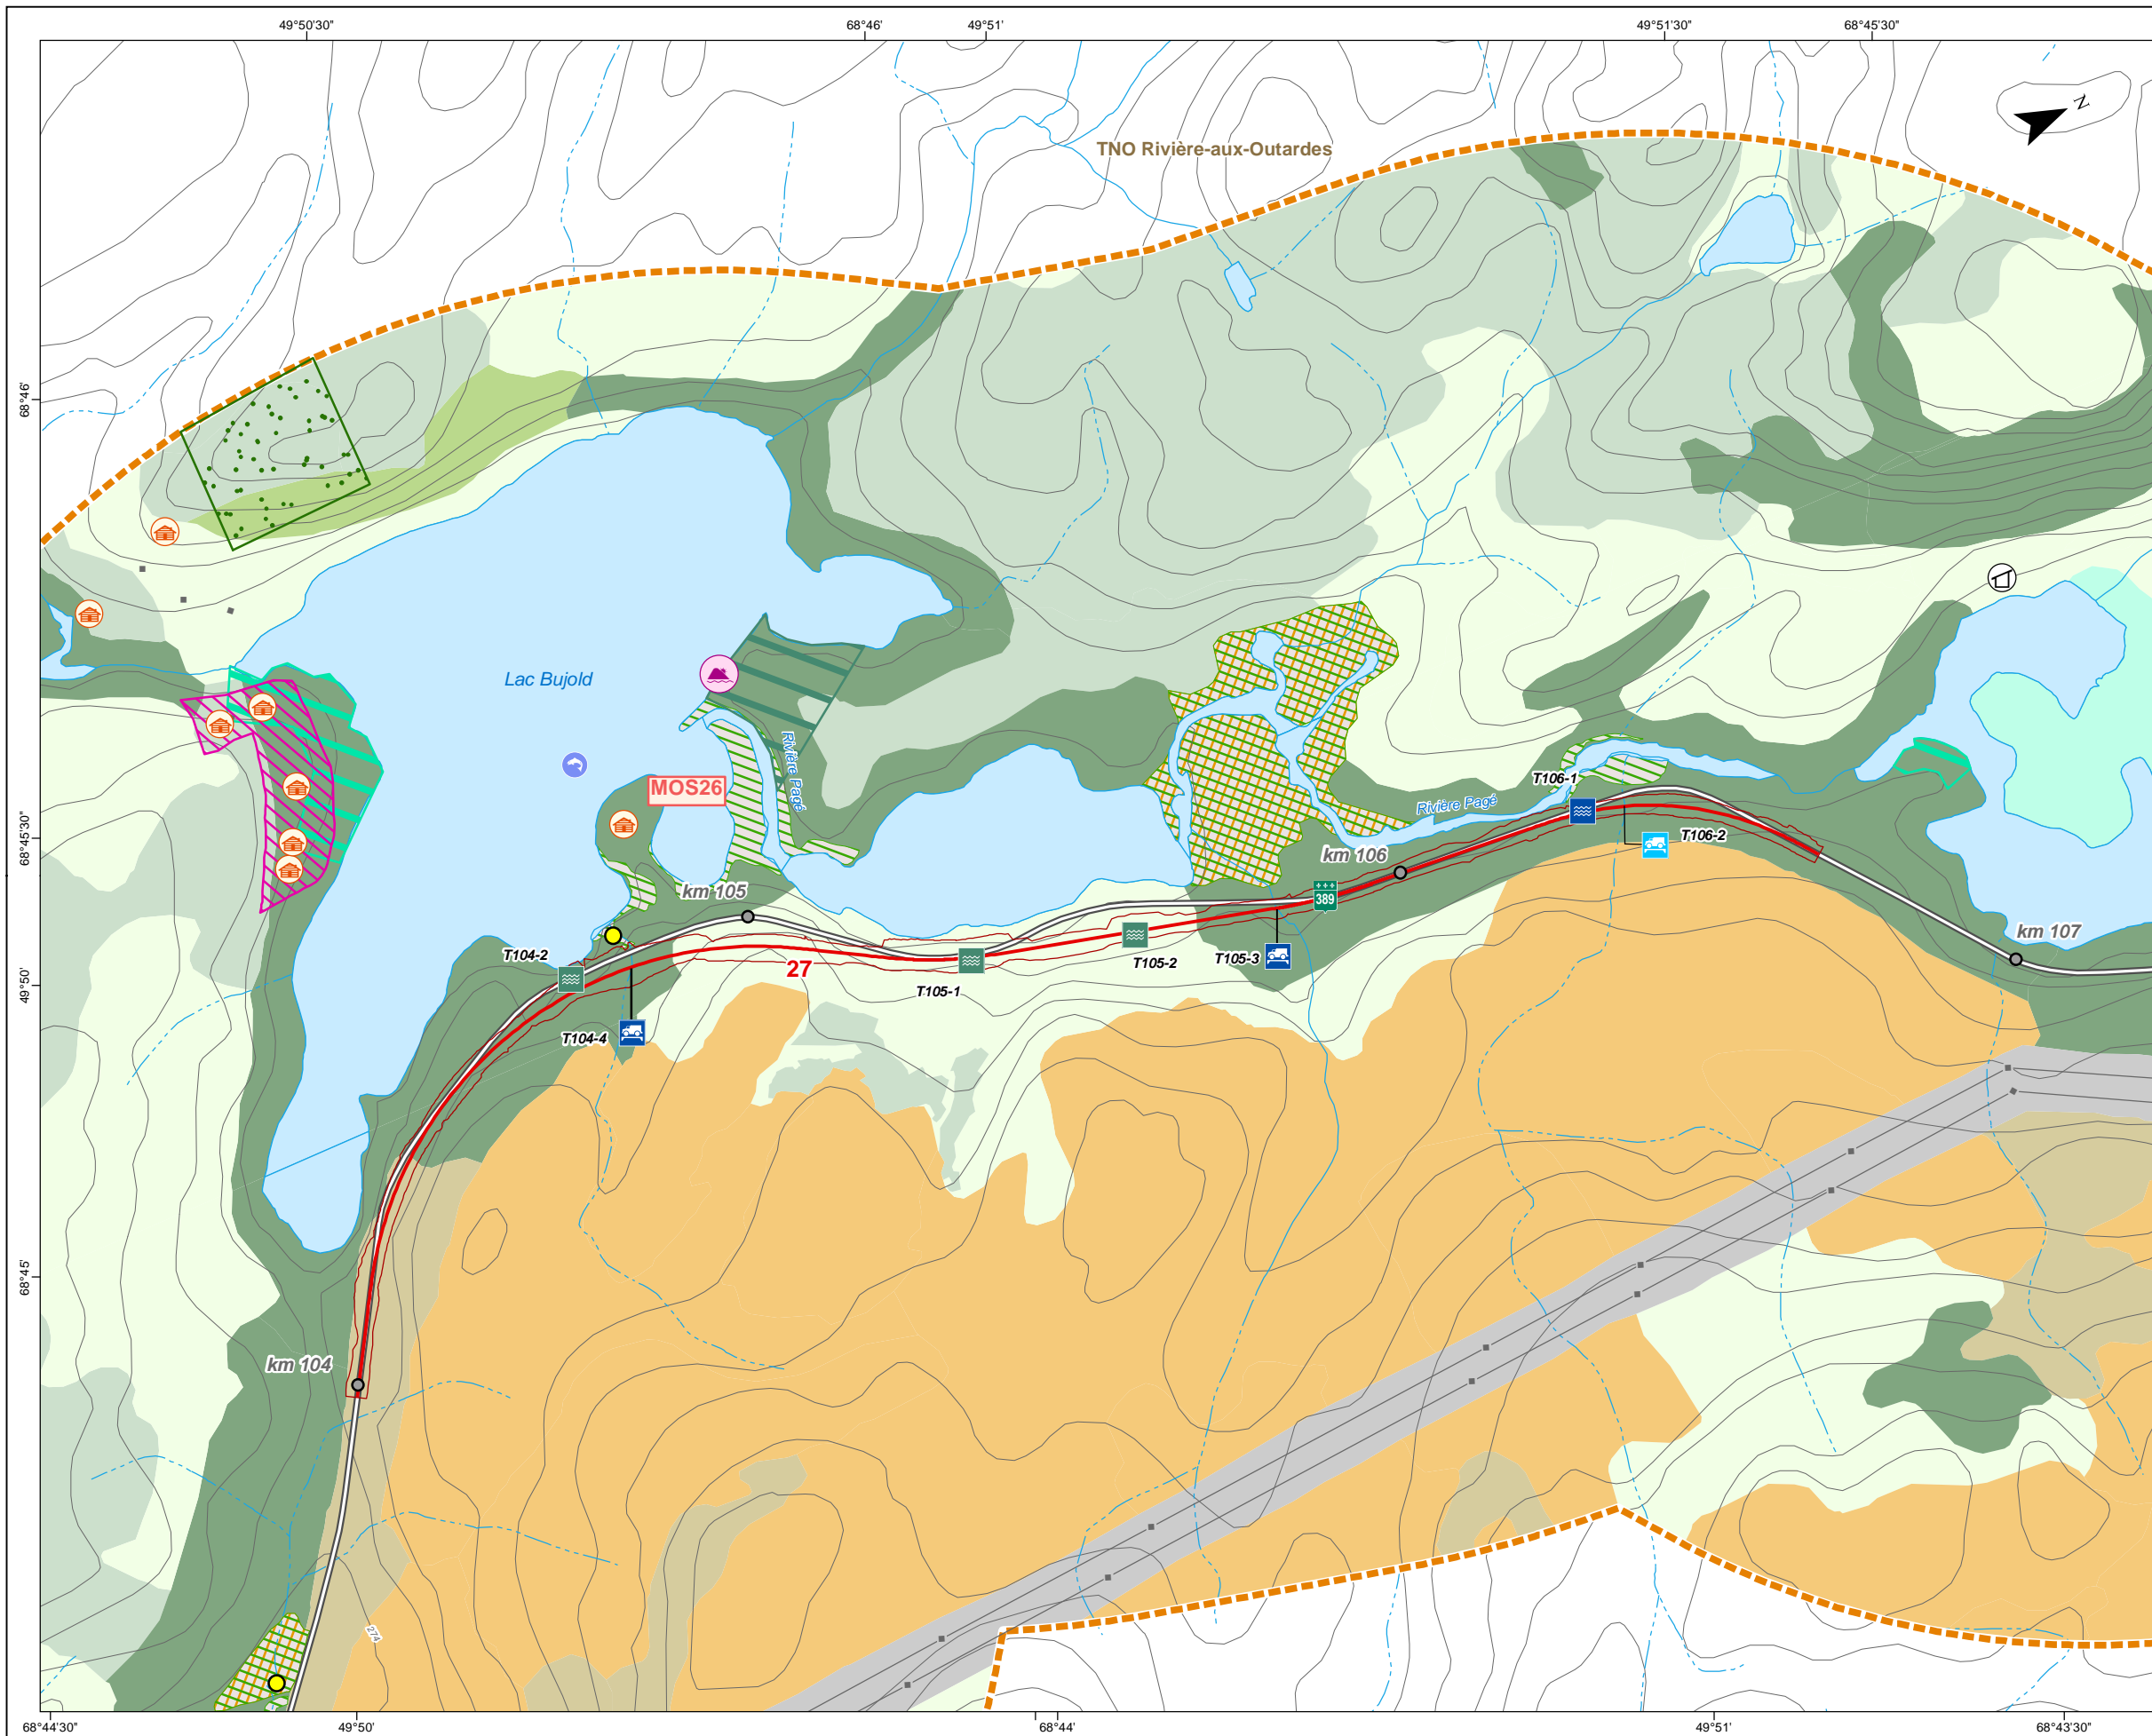 49°50'30"
68°46'
49°51'
49°51'30"
68°45'30"
N
TNO Rivière-aux-Outardes
68°46'
Lac Bujold
Rivière Pagé
MOS26
T106-1
Rivière Pagé
68°45'30"
T106-2
km 106
km 105
389
km 107
T104-2
T105-2
T105-3
27
49°50'
T105-1
T104-4
68°45'
km 104
274
68°44'30"
49°50'
68°44'
49°51'
68°43'30"